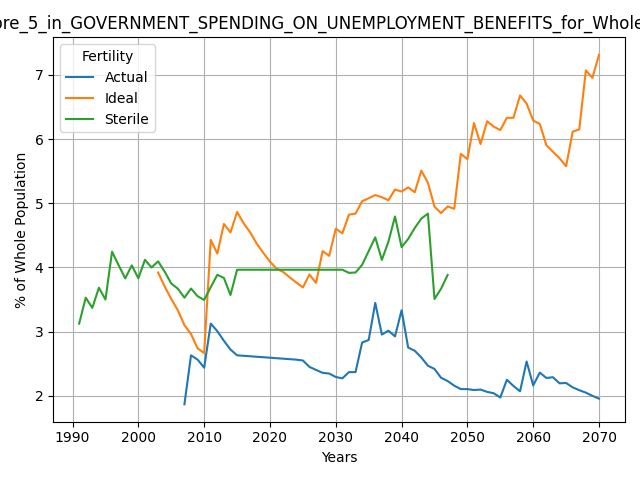 ore_5_in_GOVERNMENT_SPENDING_ON_UNEMPLOYMENT_BENEFITS_for_Whole
Fertility
Actual
Ideal
Sterile
7
6
5
4
3
2
% of Whole Population
1990 2000 2010 2020 2030 2040 2050 2060 2070
Years